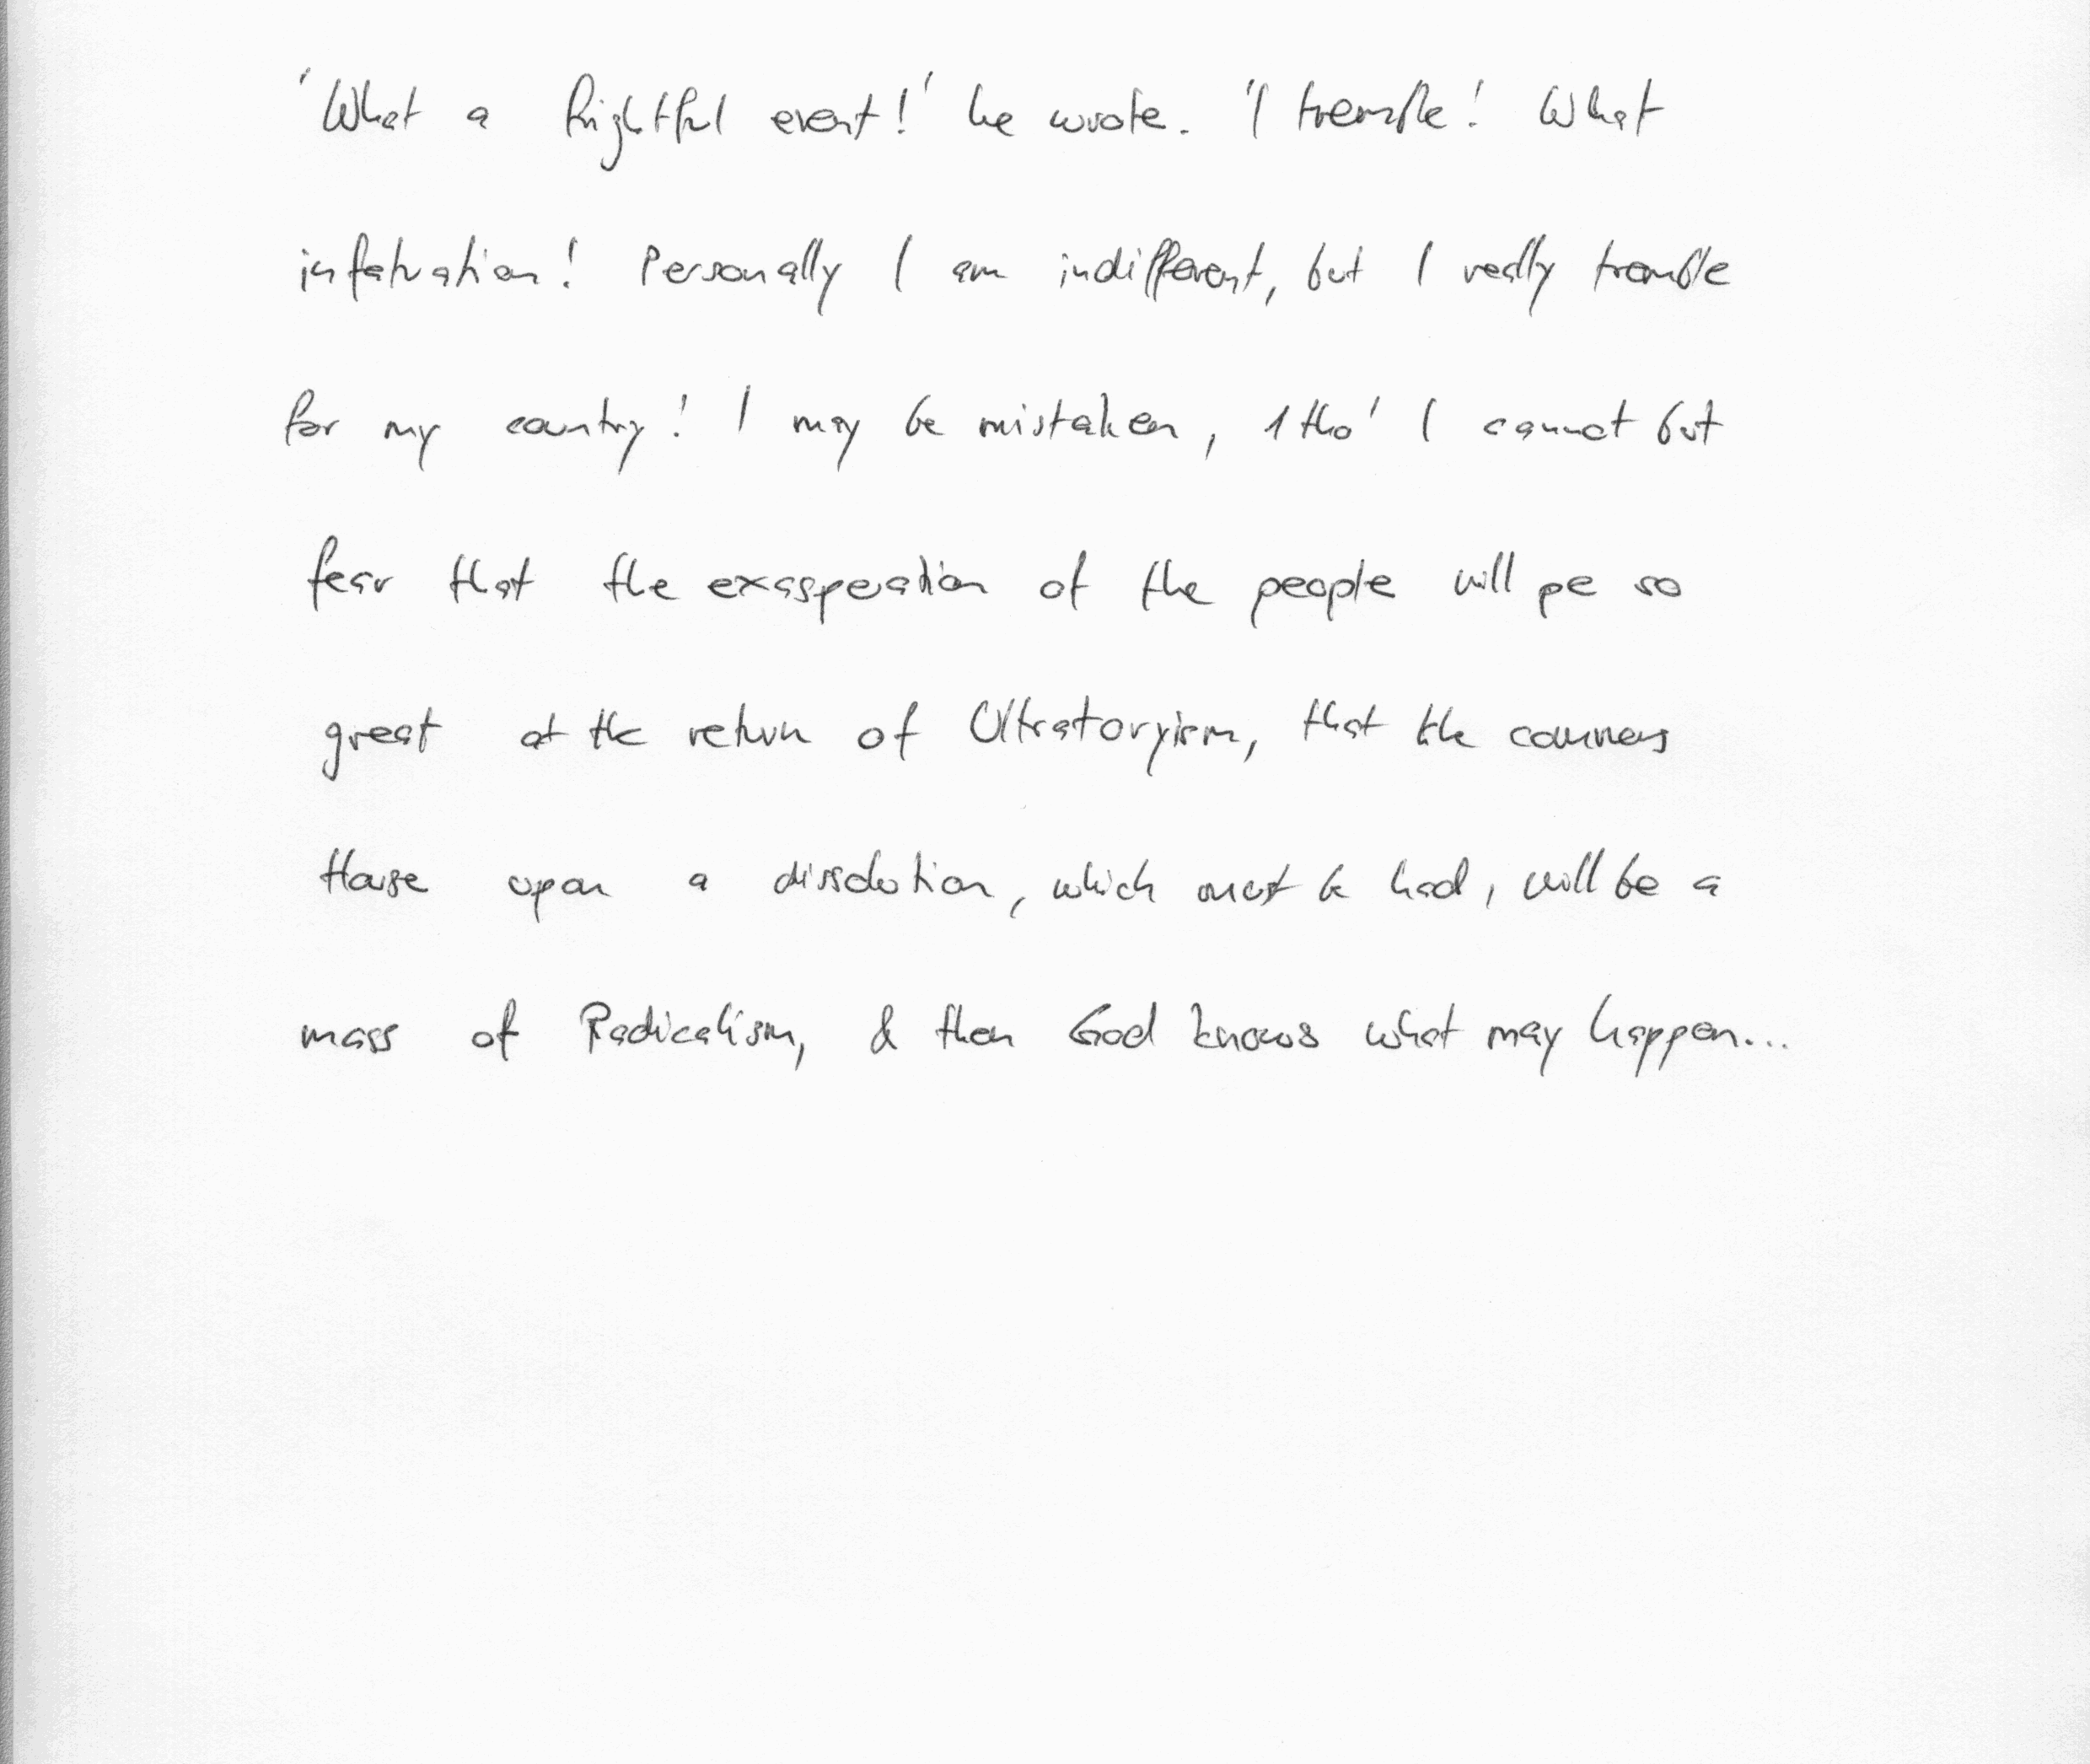 'What a frightful event!' he wrote. 'I tremble! What
infatuation! Personally I am indifferent, but I really tremble
for my country! I may be mistaken, 1 tho' I cannot but
fear that the exasperation of the people will pe so
great at the return of Ultratoryism, that the commons
House upon a dissolution, which must be had, will be a
mass of Radicalism, & then God knows what may happen...